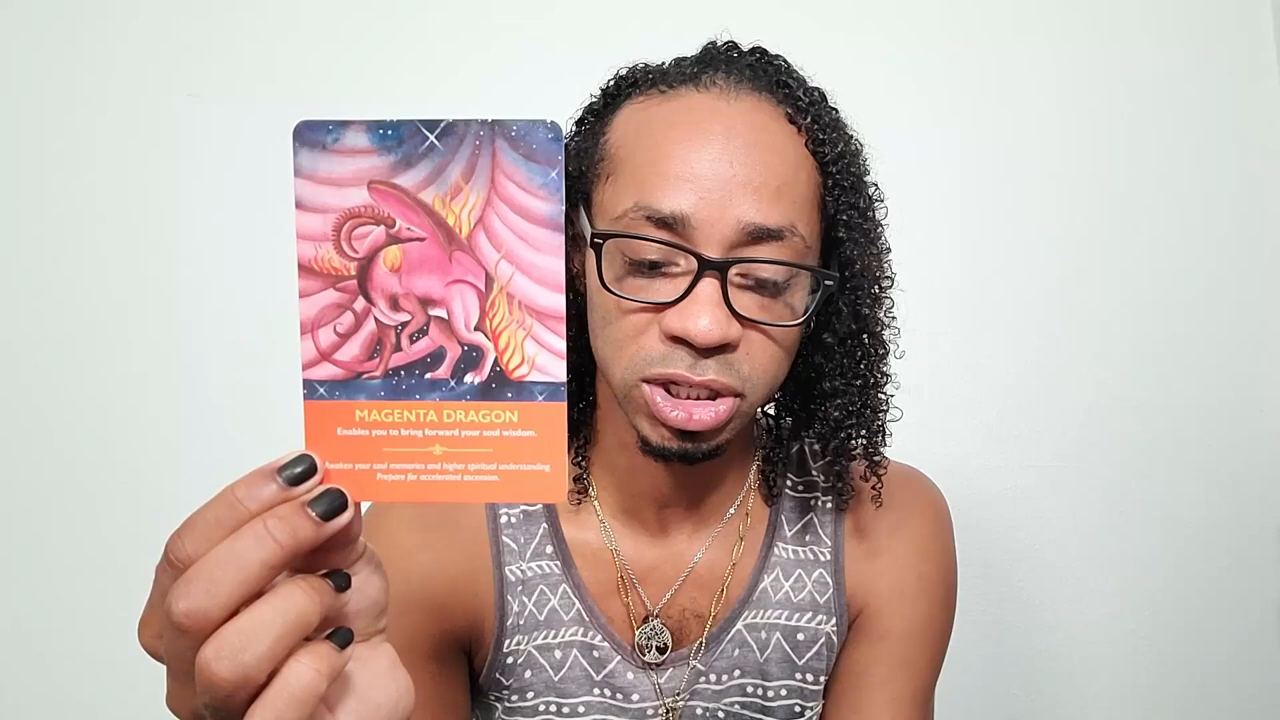 MAGENTA DRAGON
Enables you to bring forward your soul wisdom.
Awaken your soul memories and higher spiritual understanding.
Prepare for accelerated ascension.